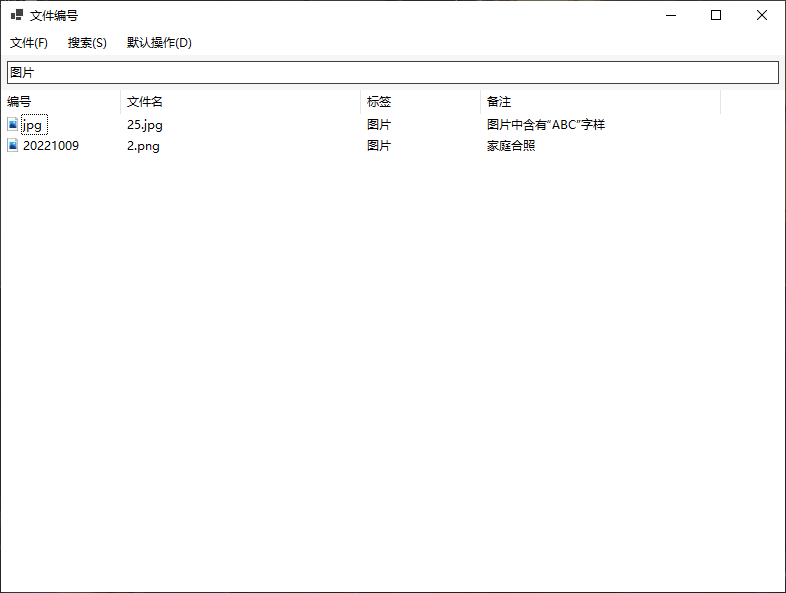 文件编号
文件(F) 搜索(S) 默认操作(D)
图片
编号 文件名 标签 备注
jpg 25.jpg 图片 图片中含有“ABC”字样
20221009 2.png 图片 家庭合照